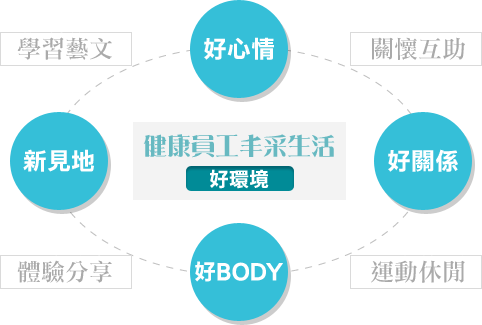 好心情
學習藝文
關懷互助
新見地
健康員工丰采生活
好環境
好關係
體驗分享
好BODY
運動休閒